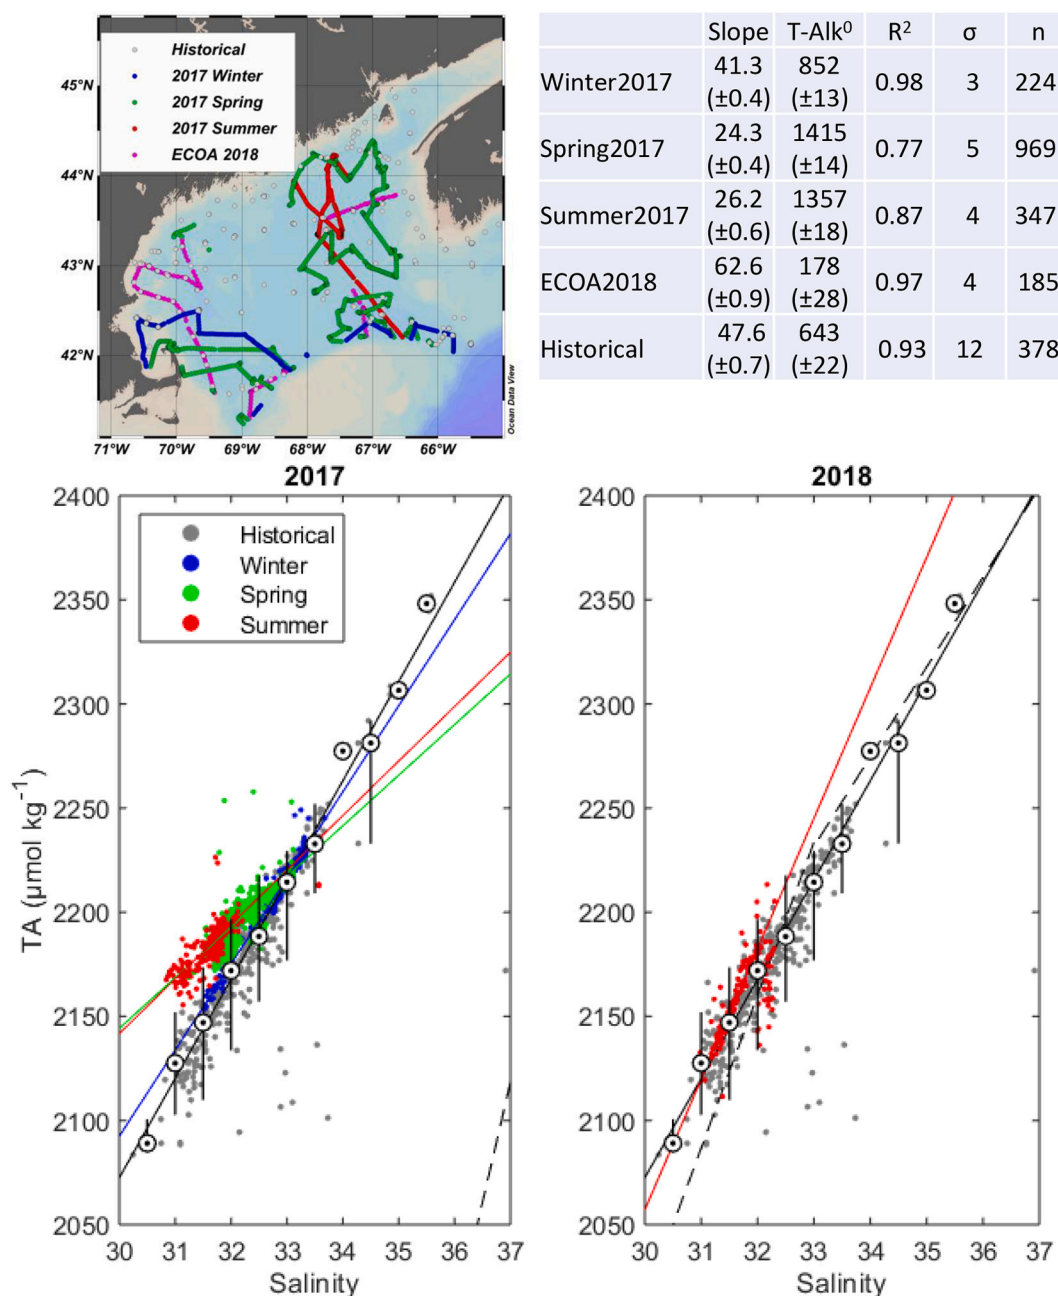 Historical
2017 Winter
2017 Spring
2017 Summer
ECOA 2018
45°N
44°N
43°N
42°N
71°W 70°W 69°W 68°W 67°W 66°W
Ocean Data View
Slope T-Alk⁰ R² σ n
Winter2017 41.3 (±0.4) 852 (±13) 0.98 3 224
Spring2017 24.3 (±0.4) 1415 (±14) 0.77 5 969
Summer2017 26.2 (±0.6) 1357 (±18) 0.87 4 347
ECOA2018 62.6 (±0.9) 178 (±28) 0.97 4 185
Historical 47.6 (±0.7) 643 (±22) 0.93 12 378
2017
TA (μmol kg⁻¹)
2400
2350
2300
2250
2200
2150
2100
2050
Historical
Winter
Spring
Summer
30 31 32 33 34 35 36 37
Salinity
2018
2400
2350
2300
2250
2200
2150
2100
2050
30 31 32 33 34 35 36 37
Salinity